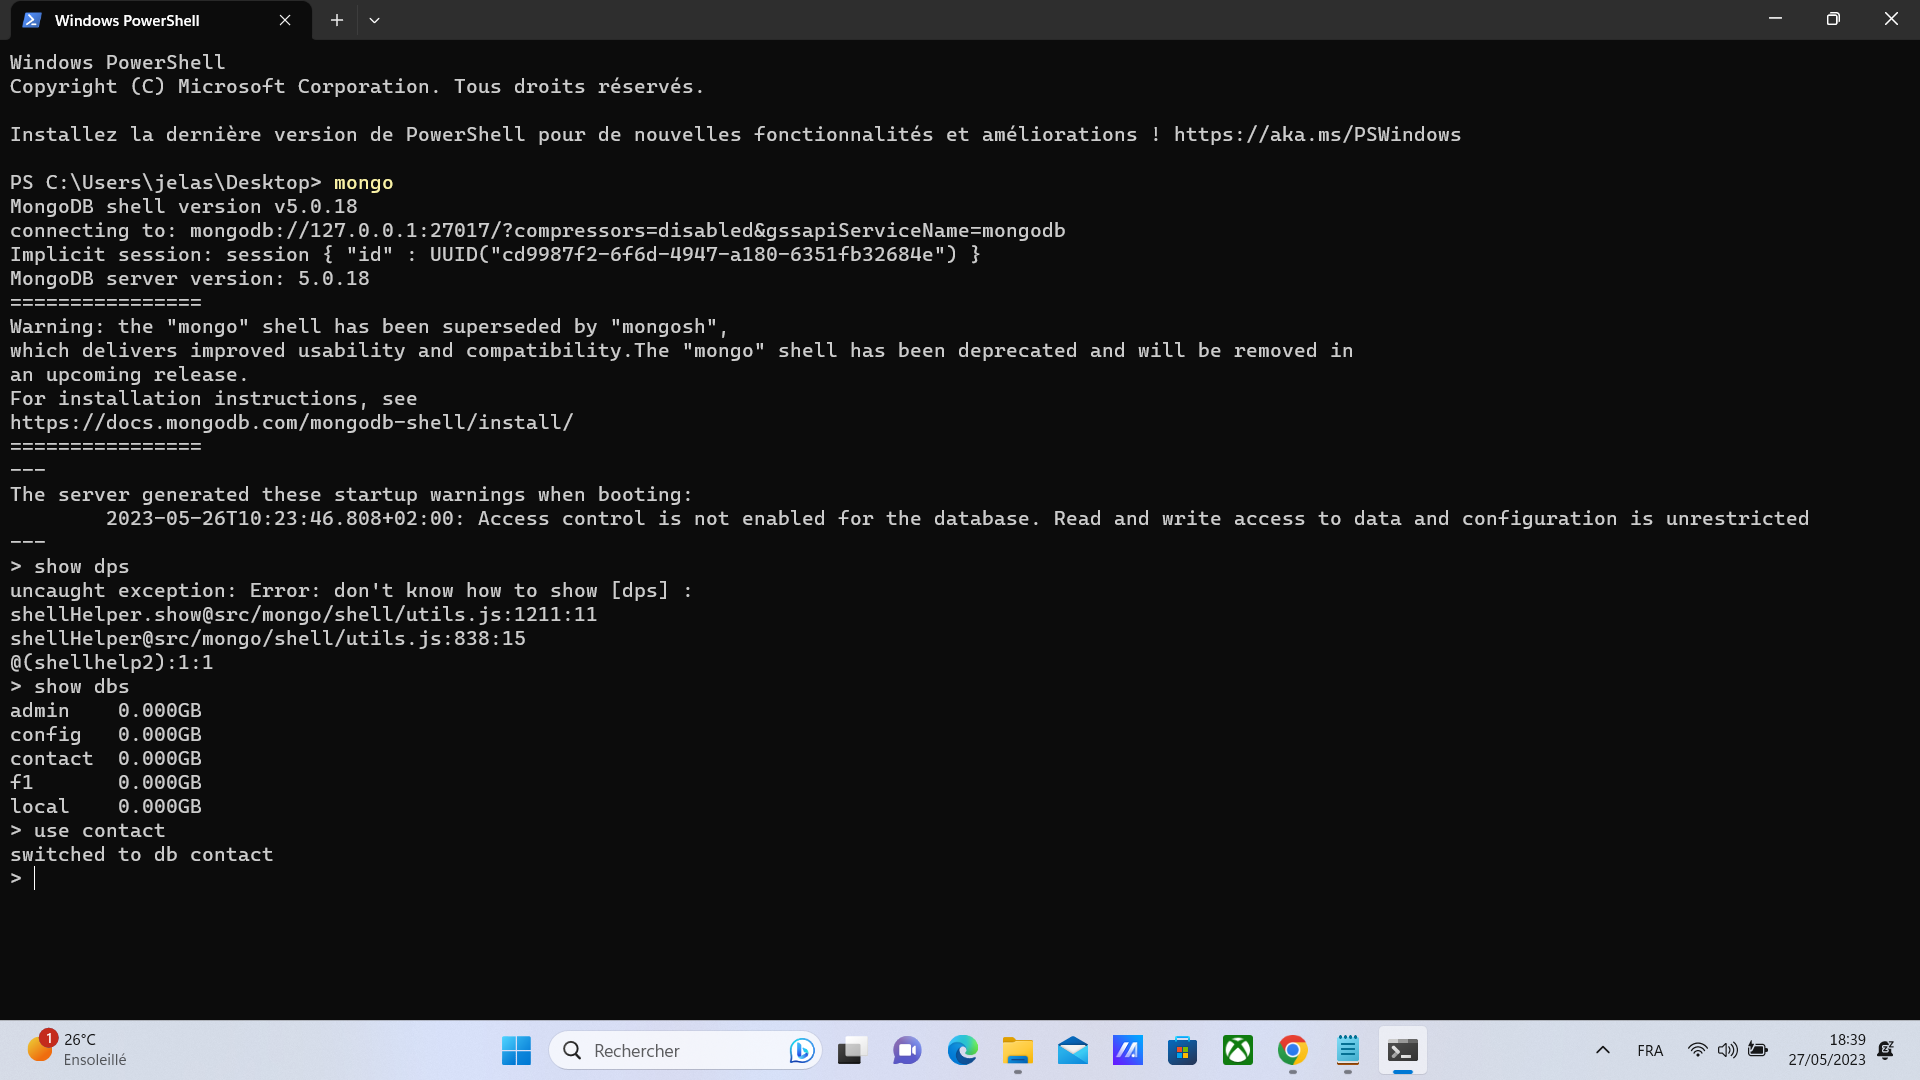 Windows PowerShell
Windows PowerShell
Copyright (C) Microsoft Corporation. Tous droits réservés.
Installez la dernière version de PowerShell pour de nouvelles fonctionnalités et améliorations ! https://aka.ms/PSWindows
PS C:\Users\jelas\Desktop> mongo
MongoDB shell version v5.0.18
connecting to: mongodb://127.0.0.1:27017/?compressors=disabled&gssapiServiceName=mongodb
Implicit session: session { "id" : UUID("cd9987f2-6f6d-4947-a180-6351fb32684e") }
MongoDB server version: 5.0.18
================
Warning: the "mongo" shell has been superseded by "mongosh",
which delivers improved usability and compatibility.The "mongo" shell has been deprecated and will be removed in
an upcoming release.
For installation instructions, see
https://docs.mongodb.com/mongodb-shell/install/
================
---
The server generated these startup warnings when booting:
        2023-05-26T10:23:46.808+02:00: Access control is not enabled for the database. Read and write access to data and configuration is unrestricted
---
> show dps
uncaught exception: Error: don't know how to show [dps] :
shellHelper.show@src/mongo/shell/utils.js:1211:11
shellHelper@src/mongo/shell/utils.js:838:15
@(shellhelp2):1:1
> show dbs
admin    0.000GB
config   0.000GB
contact  0.000GB
f1       0.000GB
local    0.000GB
> use contact
switched to db contact
>
1
26°C
Ensoleillé
Rechercher
FRA
18:39
27/05/2023